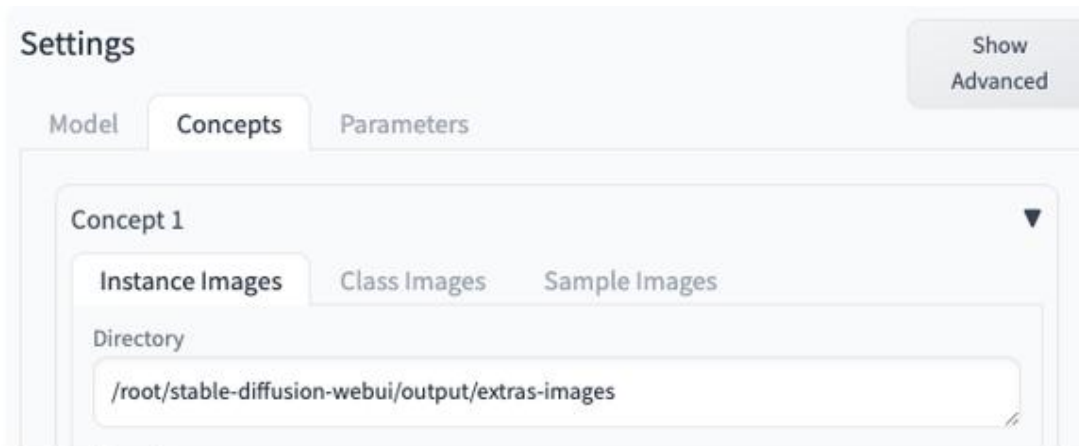 Settings
Show
Advanced
Model Concepts Parameters
Concept 1
Instance Images Class Images Sample Images
Directory
/root/stable-diffusion-webui/output/extras-images